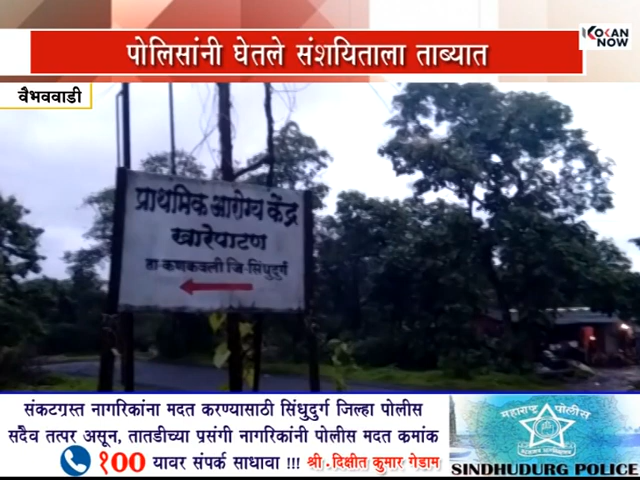 पोलिसांनी घेतले संशयिताला ताब्यात
KOKAN
NOW
वैभववाडी
प्राथमिक आरोग्य केंद्र
खारेपाटण
ता-कणकवली जि-सिंधुदुर्ग
संकटग्रस्त नागरिकांना मदत करण्यासाठी सिंधुदुर्ग जिल्हा पोलीस
सदैव तत्पर असून, तातडीच्या प्रसंगी नागरिकांनी पोलीस मदत कमांक
१०० यावर संपर्क साधावा !!! श्री .दिक्षीत कुमार गेडाम
महाराष्ट्र पोलीस
SINDHUDURG POLICE